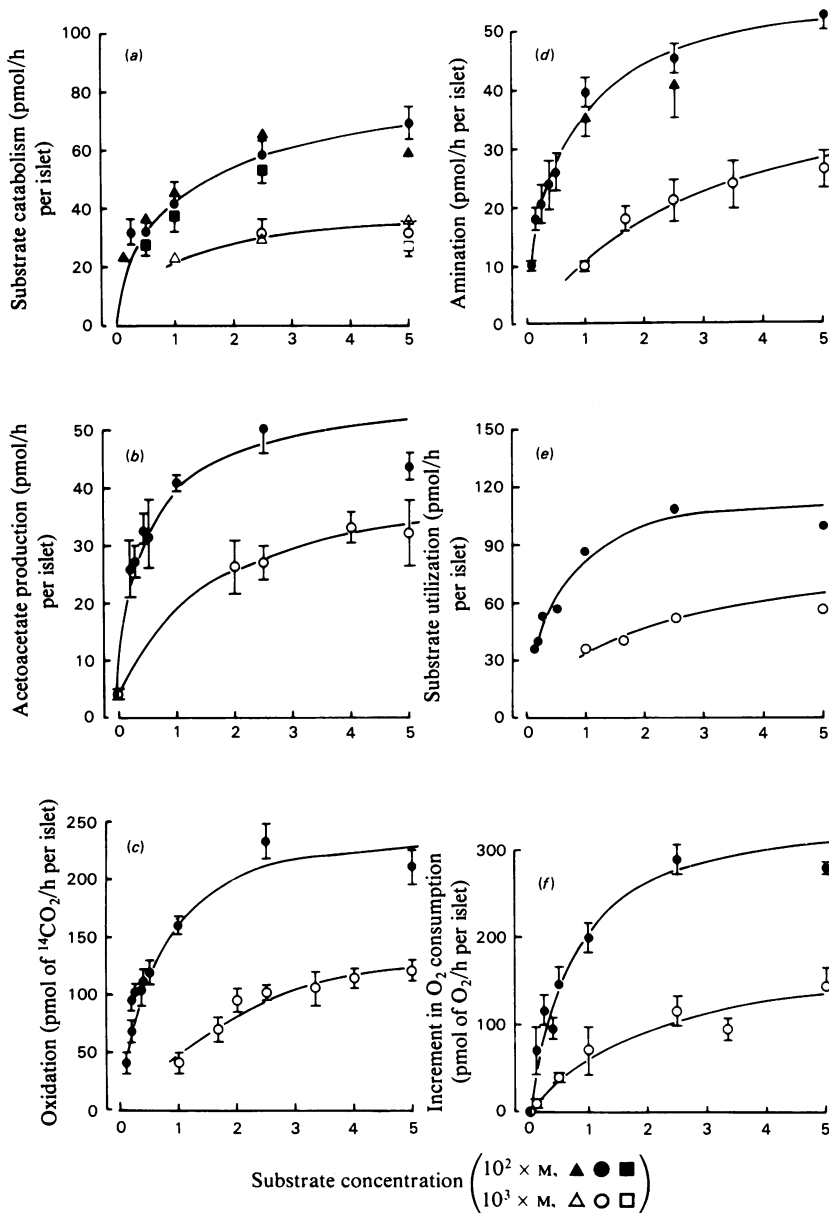 (a)
Substrate catabolism (pmol/h
per islet)
100
80
60
40
20
0
0 1 2 3 4 5
(d)
Amination (pmol/h per islet)
50
40
30
20
10
0
0 1 2 3 4 5
(b)
Acetoacetate production (pmol/h
per islet)
50
40
30
20
10
0
0 1 2 3 4 5
(e)
Substrate utilization (pmol/h
per islet)
150
120
90
60
30
0
0 1 2 3 4 5
(c)
Oxidation (pmol of ¹⁴CO₂/h per islet)
250
200
150
100
50
0
0 1 2 3 4 5
(f)
Increment in O₂ consumption
(pmol of O₂/h per islet)
300
200
100
0
0 1 2 3 4 5
Substrate concentration (10² × M, ▲ ● ■
10³ × M, △ ○ □)